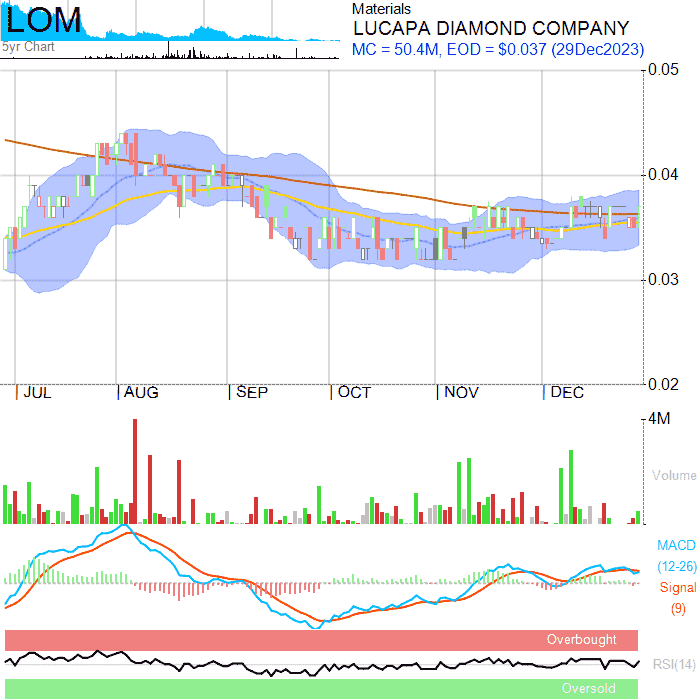 LOM
5yr Chart
Materials
LUCAPA DIAMOND COMPANY
MC = 50.4M, EOD = $0.037 (29Dec2023)
0.05
0.04
0.03
0.02
JUL AUG SEP OCT NOV DEC
4M
Volume
MACD
(12-26)
Signal
(9)
Overbought
RSI(14)
Oversold